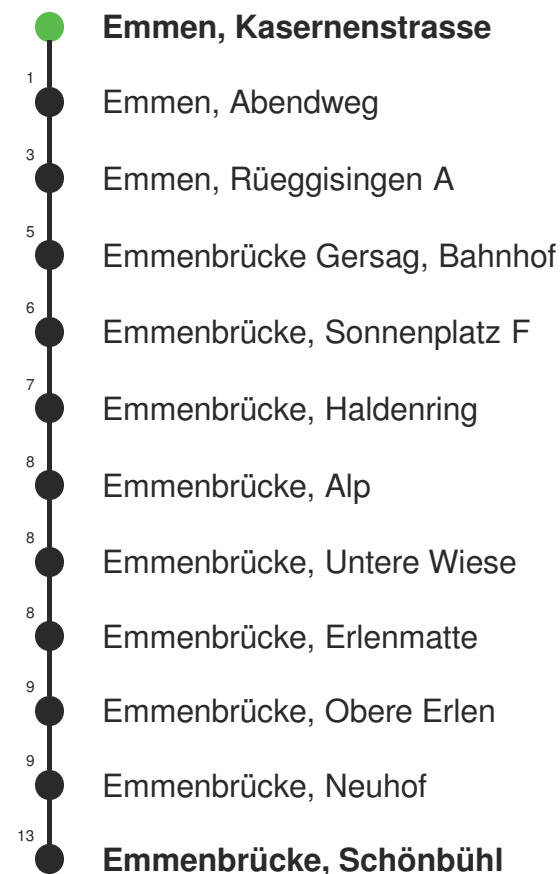 Emmen, Kasernenstrasse
1 Emmen, Abendweg
3 Emmen, Rüeggisingen A
5 Emmenbrücke Gersag, Bahnhof
6 Emmenbrücke, Sonnenplatz F
7 Emmenbrücke, Haldenring
8 Emmenbrücke, Alp
8 Emmenbrücke, Untere Wiese
8 Emmenbrücke, Erlenmatte
9 Emmenbrücke, Obere Erlen
9 Emmenbrücke, Neuhof
13 Emmenbrücke, Schönbühl